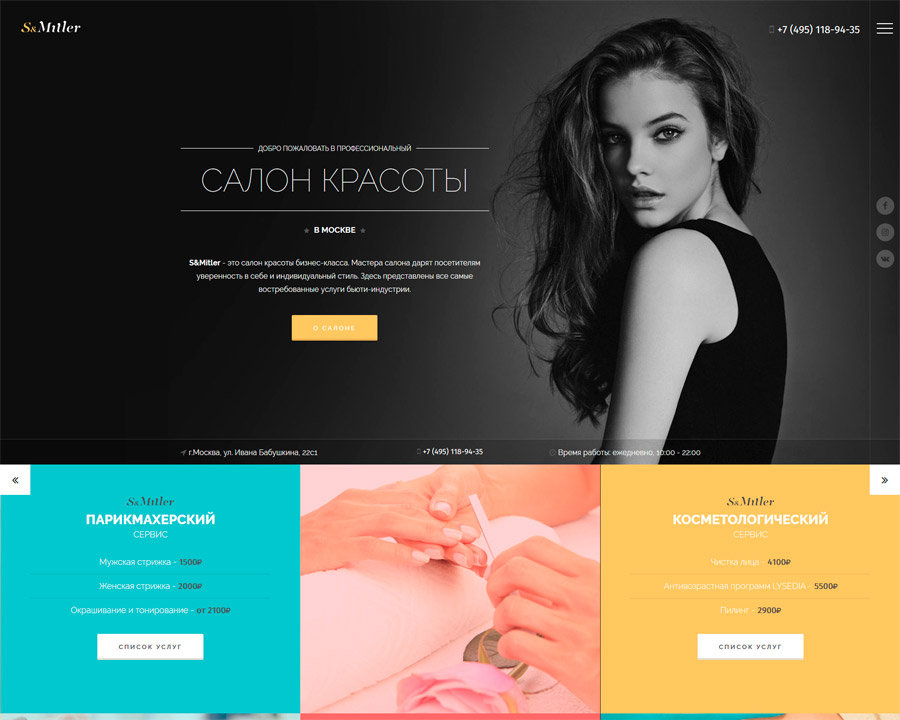 S&Mitler
+7 (495) 118-94-35
ДОБРО ПОЖАЛОВАТЬ В ПРОФЕССИОНАЛЬНЫЙ
САЛОН КРАСОТЫ
В МОСКВЕ
S&Mitler - это салон красоты бизнес-класса. Мастера салона дарят посетителям
уверенность в себе и индивидуальный стиль. Здесь представлены все самые
востребованные услуги бьюти-индустрии.
О САЛОНЕ
г.Москва, ул. Ивана Бабушкина, 22с1
+7 (495) 118-94-35
Время работы: ежедневно, 10:00 - 22:00
S&Mitler
ПАРИКМАХЕРСКИЙ
СЕРВИС
Мужская стрижка - 1500₽
Женская стрижка - 2000₽
Окрашивание и тонирование - от 2100₽
СПИСОК УСЛУГ
S&Mitler
КОСМЕТОЛОГИЧЕСКИЙ
СЕРВИС
Чистка лица - 4100₽
Антивозрастная программ LYSEDIA - 5500₽
Пилинг - 2900₽
СПИСОК УСЛУГ